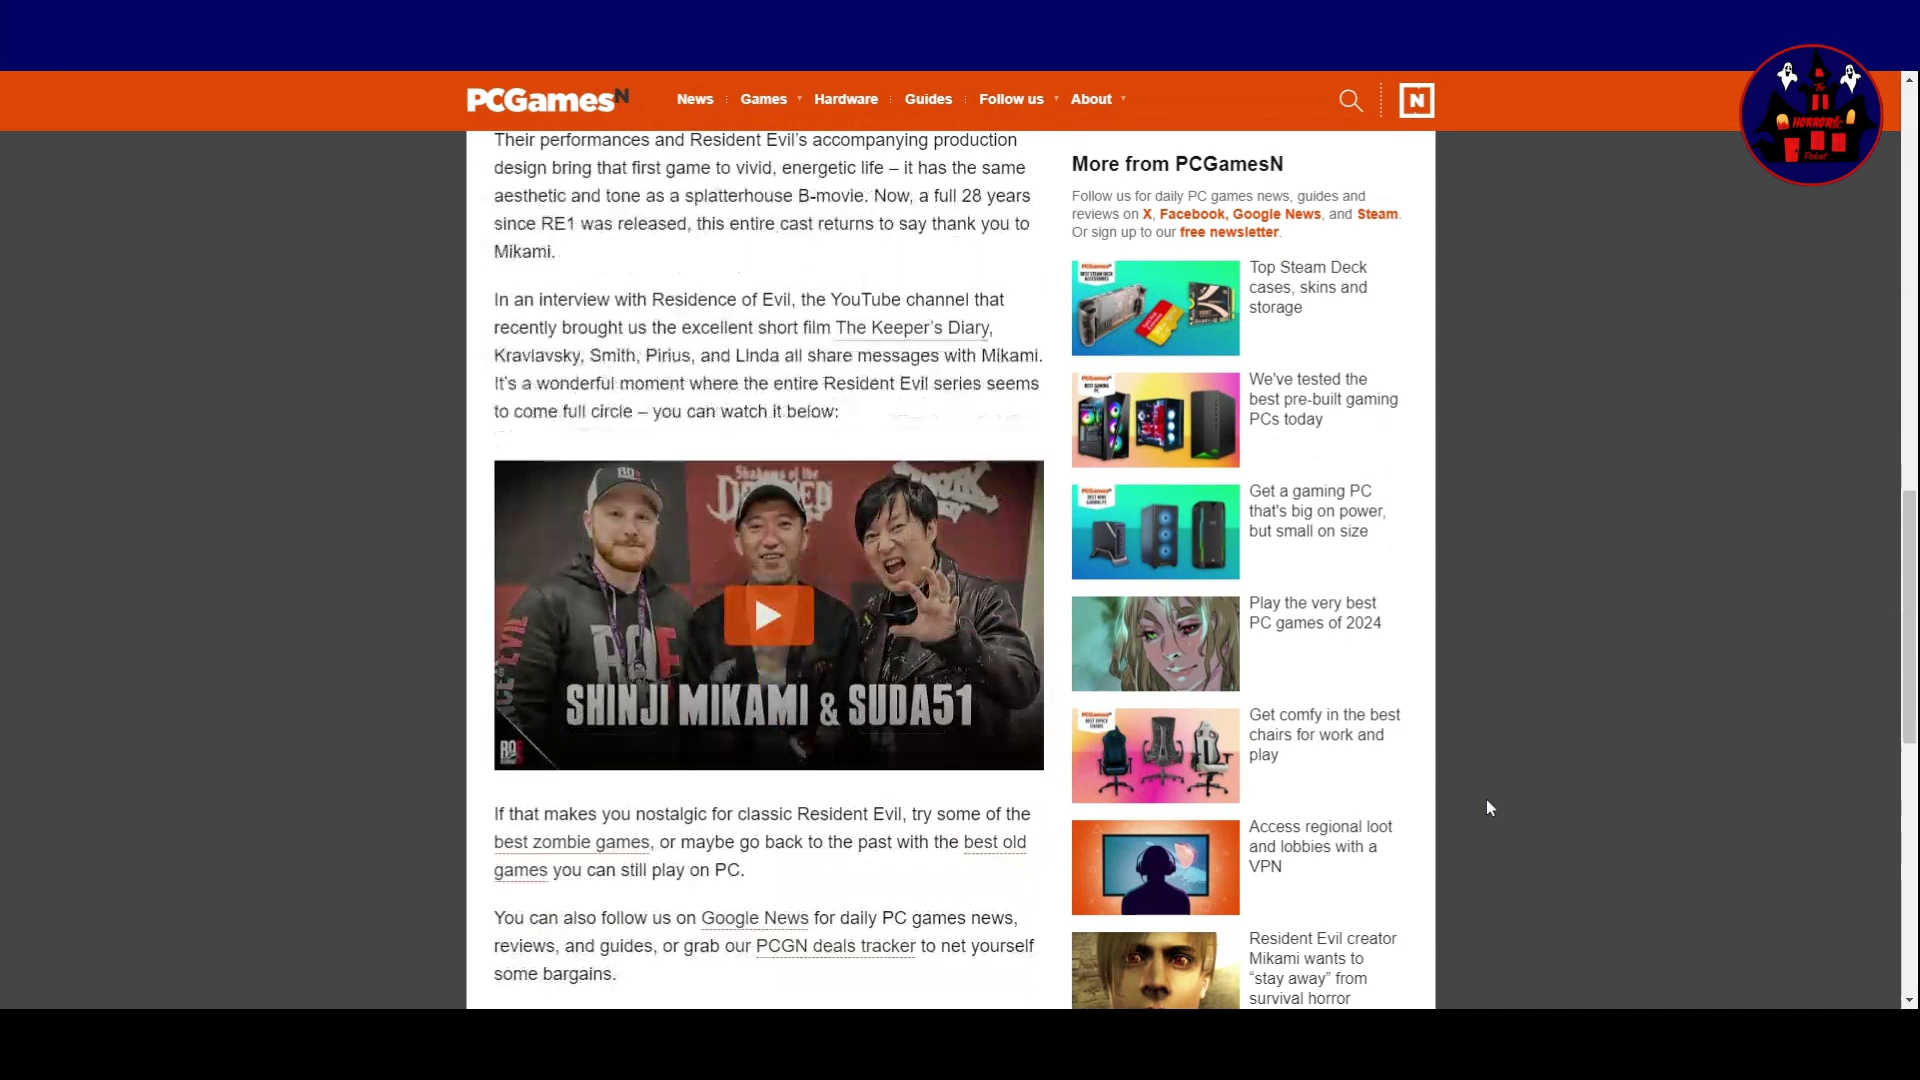 PCGamesN
News
Games
Hardware
Guides
Follow us
About
N
The
HORRORific
Podcast
Their performances and Resident Evil's accompanying production
design bring that first game to vivid, energetic life – it has the same
aesthetic and tone as a splatterhouse B-movie. Now, a full 28 years
since RE1 was released, this entire cast returns to say thank you to
Mikami.
In an interview with Residence of Evil, the YouTube channel that
recently brought us the excellent short film The Keeper's Diary,
Kravlavsky, Smith, Pirius, and LInda all share messages with Mikami.
It's a wonderful moment where the entire Resident Evil series seems
to come full circle – you can watch it below:
Shadows of the
DAMNED
ROE
SHINJI MIKAMI & SUDA51
ROE
If that makes you nostalgic for classic Resident Evil, try some of the
best zombie games, or maybe go back to the past with the best old
games you can still play on PC.
You can also follow us on Google News for daily PC games news,
reviews, and guides, or grab our PCGN deals tracker to net yourself
some bargains.
More from PCGamesN
Follow us for daily PC games news, guides and
reviews on X, Facebook, Google News, and Steam.
Or sign up to our free newsletter.
Top Steam Deck
cases, skins and
storage
We've tested the
best pre-built gaming
PCs today
Get a gaming PC
that's big on power,
but small on size
Play the very best
PC games of 2024
Get comfy in the best
chairs for work and
play
Access regional loot
and lobbies with a
VPN
Resident Evil creator
Mikami wants to
“stay away” from
survival horror